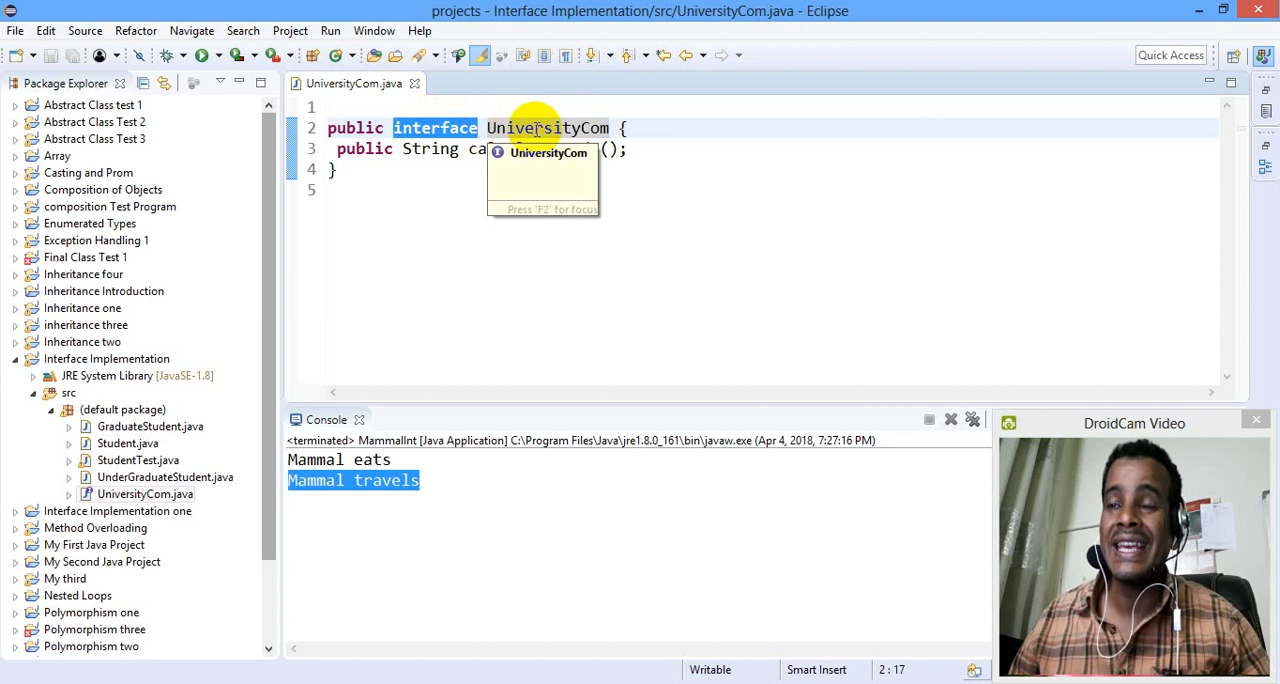 projects - Interface Implementation/src/UniversityCom.java - Eclipse
File Edit Source Refactor Navigate Search Project Run Window Help
Quick Access
Package Explorer
UniversityCom.java
Abstract Class test 1
Abstract Class Test 2
Abstract Class Test 3
Array
Casting and Prom
Composition of Objects
composition Test Program
Enumerated Types
Exception Handling 1
Final Class Test 1
Inheritance four
Inheritance Introduction
Inheritance one
inheritance three
Inheritance two
Interface Implementation
JRE System Library [JavaSE-1.8]
src
(default package)
GraduateStudent.java
Student.java
StudentTest.java
UnderGraduateStudent.java
UniversityCom.java
Interface Implementation one
Method Overloading
My First Java Project
My Second Java Project
My third
Nested Loops
Polymorphism one
Polymorphism three
Polymorphism two
1
2 public interface UniversityCom {
3 public String ();
4 }
5
UniversityCom
Press 'F2' for focus
Console
<terminated> MammalInt [Java Application] C:\Program Files\Java\jre1.8.0_161\bin\javaw.exe (Apr 4, 2018, 7:27:16 PM)
Mammal eats
Mammal travels
DroidCam Video
Writable Smart Insert 2 : 17